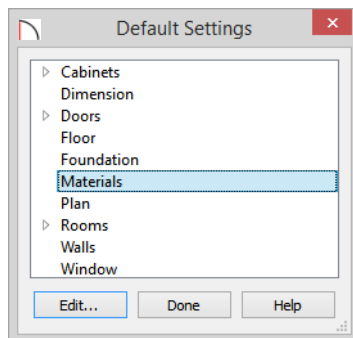 Default Settings
Cabinets
Dimension
Doors
Floor
Foundation
Materials
Plan
Rooms
Walls
Window
Edit... Done Help